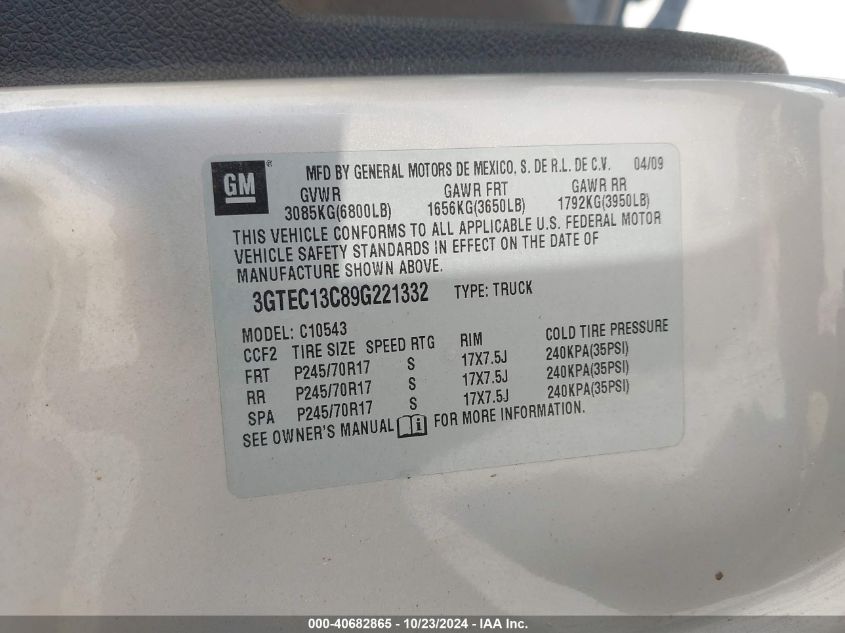 GM ® MFD BY GENERAL MOTORS DE MEXICO, S. DE R.L. DE C.V. 04/09
GVWR GAWR FRT GAWR RR
3085KG(6800LB) 1656KG(3650LB) 1792KG(3950LB)
THIS VEHICLE CONFORMS TO ALL APPLICABLE U.S. FEDERAL MOTOR
VEHICLE SAFETY STANDARDS IN EFFECT ON THE DATE OF
MANUFACTURE SHOWN ABOVE.
3GTEC13C89G221332 TYPE: TRUCK
MODEL: C10543
CCF2 TIRE SIZE SPEED RTG RIM COLD TIRE PRESSURE
FRT P245/70R17 S 17X7.5J 240KPA(35PSI)
RR P245/70R17 S 17X7.5J 240KPA(35PSI)
SPA P245/70R17 S 17X7.5J 240KPA(35PSI)
SEE OWNER'S MANUAL i FOR MORE INFORMATION.
000-40682865 - 10/23/2024 - IAA Inc.